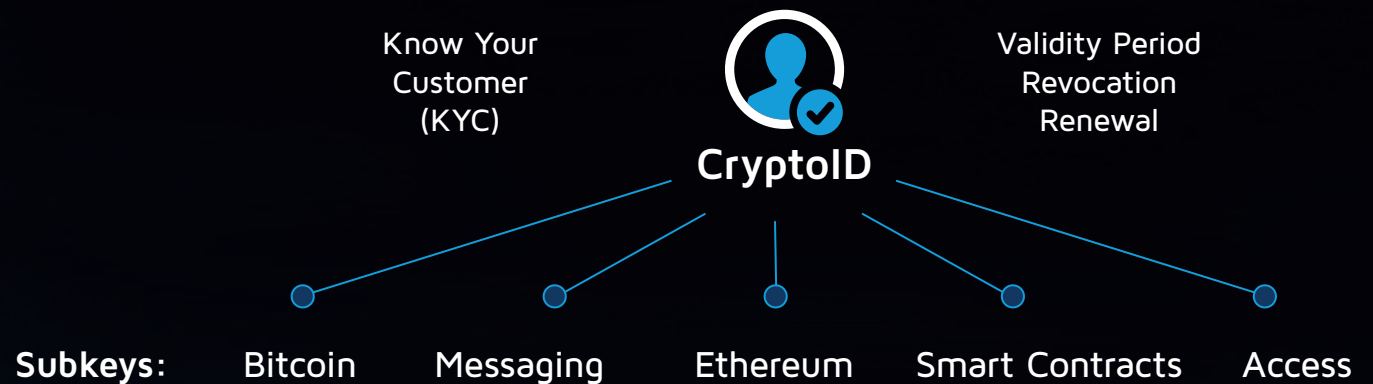 Know Your
Customer
(KYC)
Validity Period
Revocation
Renewal
CryptoID
Subkeys: Bitcoin Messaging Ethereum Smart Contracts Access